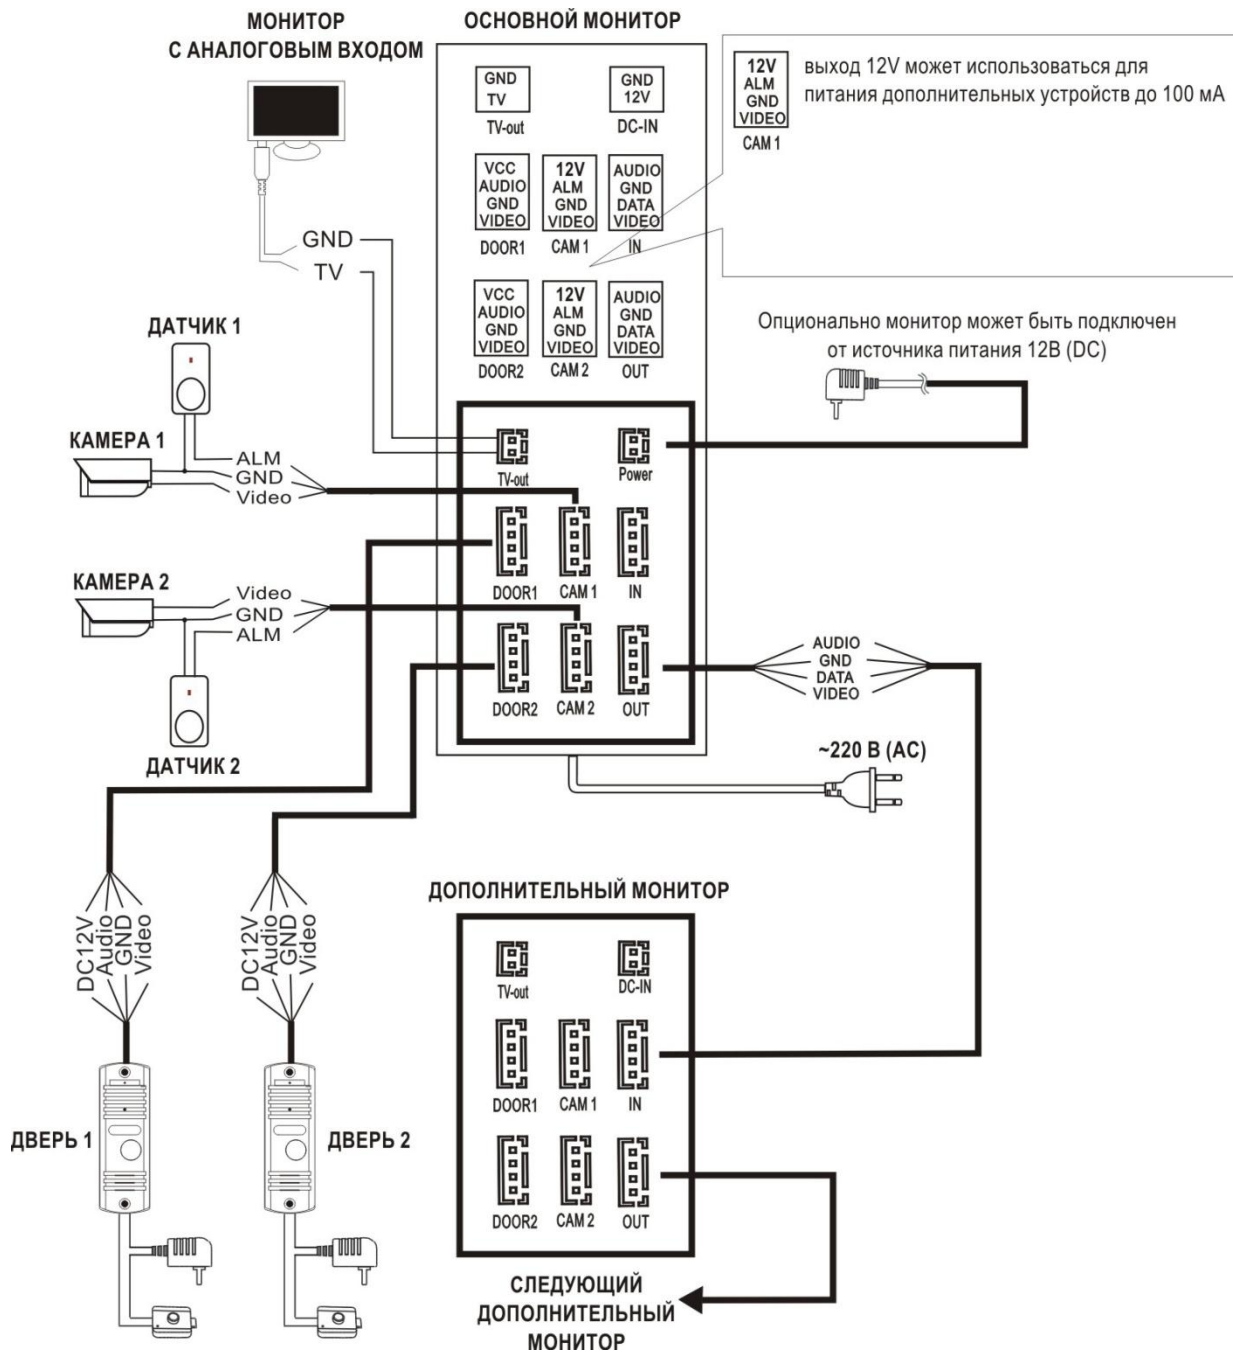 МОНИТОР
С АНАЛОГОВЫМ ВХОДОМ
ОСНОВНОЙ МОНИТОР
GND
TV
TV-out
GND
12V
DC-IN
12V
ALM
GND
VIDEO
CAM 1
выход 12V может использоваться для
питания дополнительных устройств до 100 мА
VCC
AUDIO
GND
VIDEO
DOOR1
12V
ALM
GND
VIDEO
CAM 1
AUDIO
GND
DATA
VIDEO
IN
GND
TV
VCC
AUDIO
GND
VIDEO
DOOR2
12V
ALM
GND
VIDEO
CAM 2
AUDIO
GND
DATA
VIDEO
OUT
Опционально монитор может быть подключен
от источника питания 12В (DC)
ДАТЧИК 1
КАМЕРА 1
ALM
GND
Video
TV-out
Power
DOOR1
CAM 1
IN
КАМЕРА 2
Video
GND
ALM
ДАТЧИК 2
DOOR2
CAM 2
OUT
AUDIO
GND
DATA
VIDEO
~220 В (AC)
DC12V
Audio
GND
Video
DC12V
Audio
GND
Video
ДВЕРЬ 1
ДВЕРЬ 2
ДОПОЛНИТЕЛЬНЫЙ МОНИТОР
TV-out
DC-IN
DOOR1
CAM 1
IN
DOOR2
CAM 2
OUT
СЛЕДУЮЩИЙ
ДОПОЛНИТЕЛЬНЫЙ
МОНИТОР